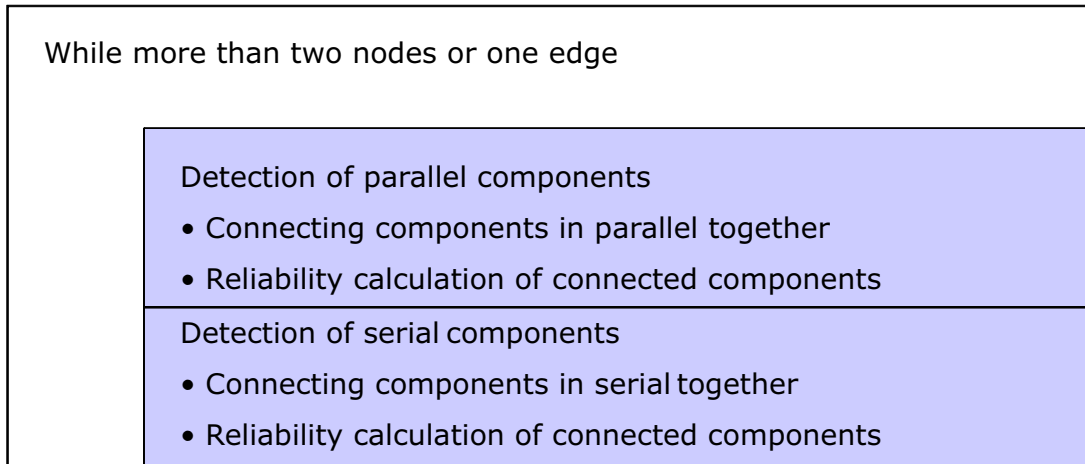 While more than two nodes or one edge
Detection of parallel components
• Connecting components in parallel together
• Reliability calculation of connected components
Detection of serial components
• Connecting components in serial together
• Reliability calculation of connected components